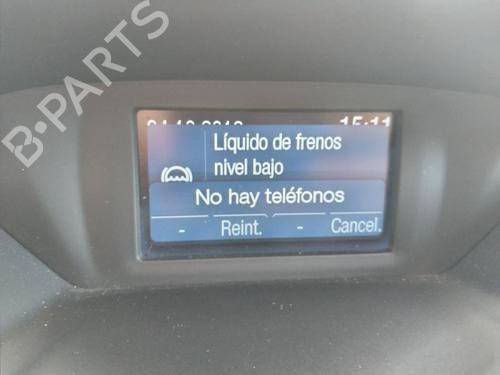 B-PARTS
15:11
Líquido de frenos
nivel bajo
No hay teléfonos
- Reint. - Cancel.